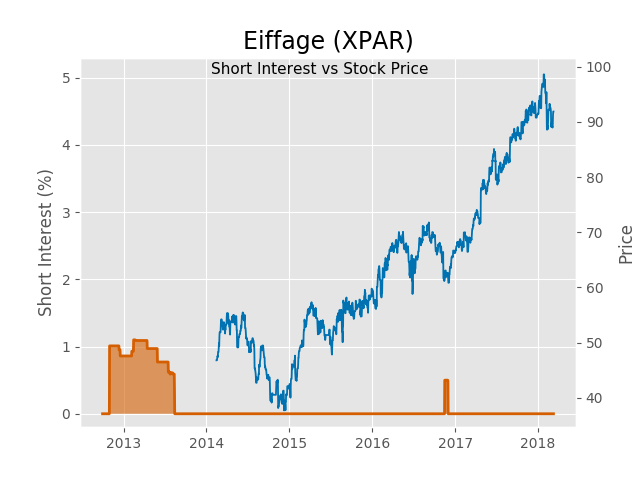 Eiffage (XPAR)
Short Interest vs Stock Price
Short Interest (%)
5
4
3
2
1
0
100
90
80
70
60
50
40
Price
2013 2014 2015 2016 2017 2018